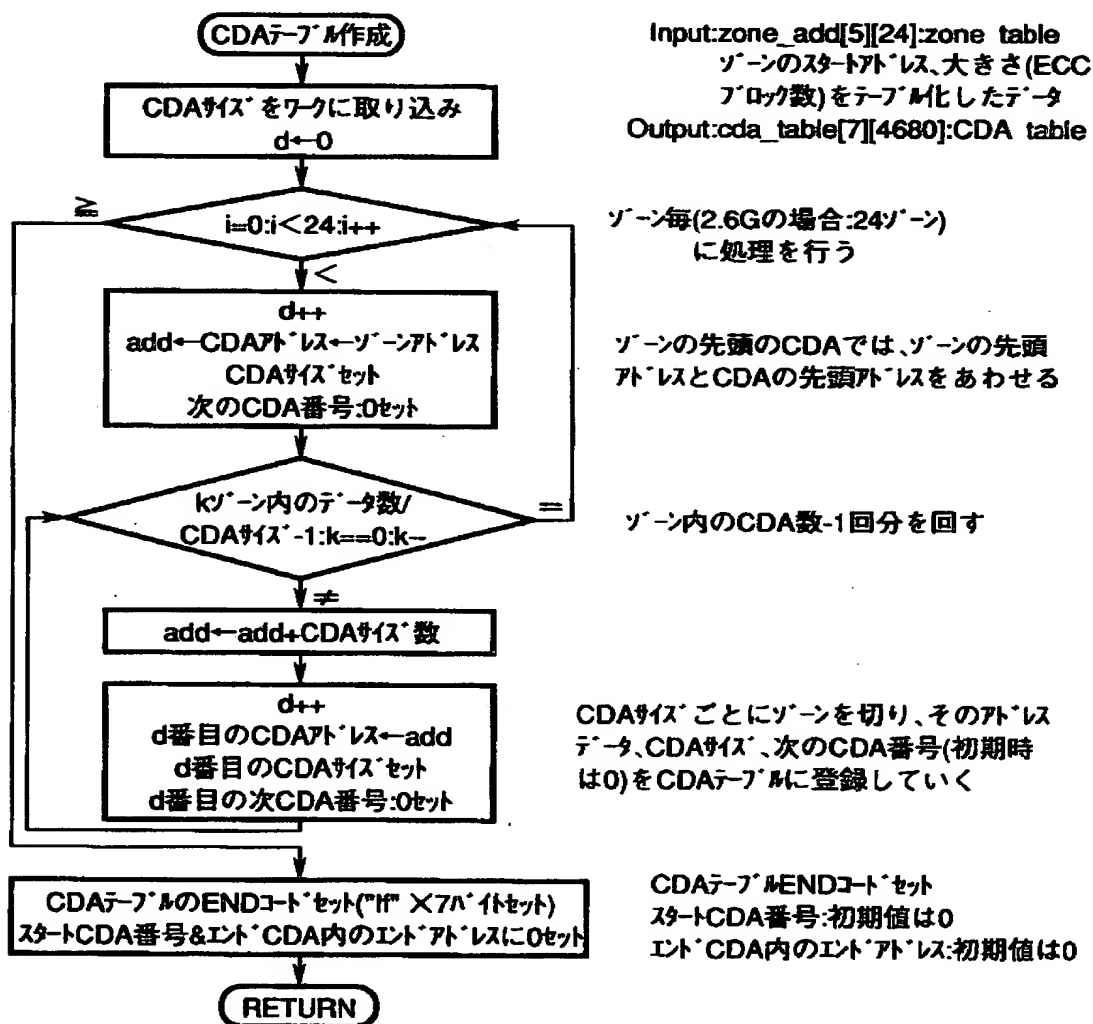 CDAテーブル作成
Input:zone_add[5][24]:zone table
ゾーンのスタートアドレス、大きさ(ECC
ブロック数)をテーブル化したデータ
Output:cda_table[7][4680]:CDA table
CDAサイズをワークに取り込み
d←0
≧
i=0:i<24:i++
ゾーン毎(2.6Gの場合:24ゾーン)
に処理を行う
<
d++
add←CDAアドレス←ゾーンアドレス
CDAサイズセット
次のCDA番号:0セット
ゾーンの先頭のCDAでは、ゾーンの先頭
アドレスとCDAの先頭アドレスをあわせる
kゾーン内のデータ数/
CDAサイズ-1:k==0:k--
=
ゾーン内のCDA数-1回分を回す
≠
add←add+CDAサイズ数
d++
d番目のCDAアドレス←add
d番目のCDAサイズセット
d番目の次CDA番号:0セット
CDAサイズごとにゾーンを切り、そのアドレス
データ、CDAサイズ、次のCDA番号(初期時
は0)をCDAテーブルに登録していく
CDAテーブルのENDコードセット("ff" ×7バイトセット)
スタートCDA番号&エンドCDA内のエンドアドレスに0セット
CDAテーブルENDコードセット
スタートCDA番号:初期値は0
エンドCDA内のエンドアドレス:初期値は0
RETURN